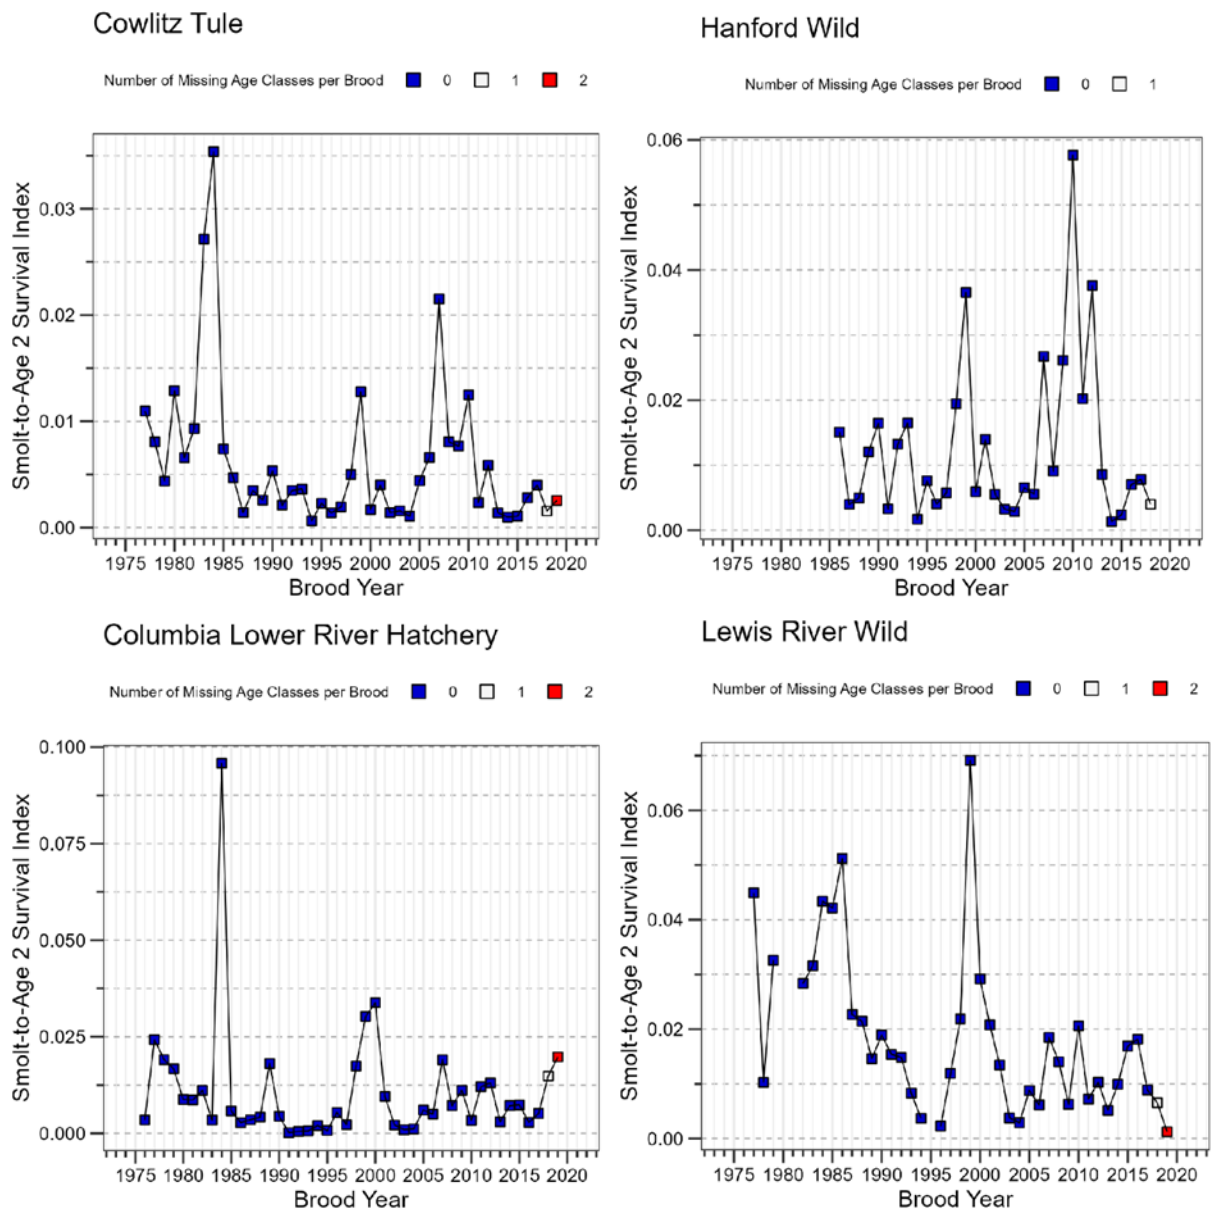 Cowlitz Tule
Number of Missing Age Classes per Brood 0 1 2
Smolt-to-Age 2 Survival Index
0.03
0.02
0.01
0.00
1975 1980 1985 1990 1995 2000 2005 2010 2015 2020
Brood Year
Hanford Wild
Number of Missing Age Classes per Brood 0 1
Smolt-to-Age 2 Survival Index
0.06
0.04
0.02
0.00
1975 1980 1985 1990 1995 2000 2005 2010 2015 2020
Brood Year
Columbia Lower River Hatchery
Number of Missing Age Classes per Brood 0 1 2
Smolt-to-Age 2 Survival Index
0.100
0.075
0.050
0.025
0.000
1975 1980 1985 1990 1995 2000 2005 2010 2015 2020
Brood Year
Lewis River Wild
Number of Missing Age Classes per Brood 0 1 2
Smolt-to-Age 2 Survival Index
0.06
0.04
0.02
0.00
1975 1980 1985 1990 1995 2000 2005 2010 2015 2020
Brood Year